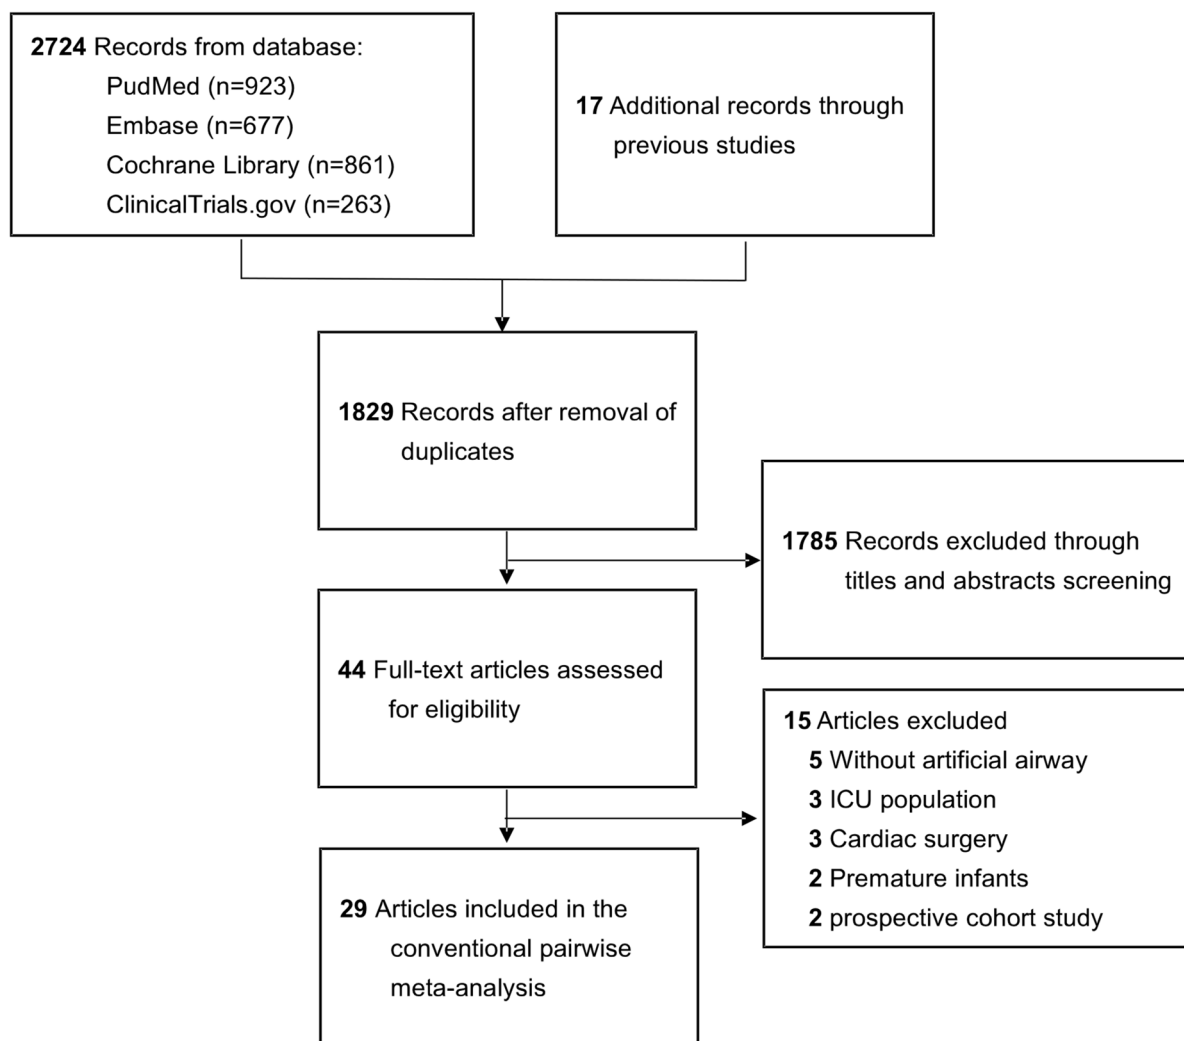 2724 Records from database:
PudMed (n=923)
Embase (n=677)
Cochrane Library (n=861)
ClinicalTrials.gov (n=263)
17 Additional records through
previous studies
1829 Records after removal of
duplicates
1785 Records excluded through
titles and abstracts screening
44 Full-text articles assessed
for eligibility
15 Articles excluded
5 Without artificial airway
3 ICU population
3 Cardiac surgery
2 Premature infants
2 prospective cohort study
29 Articles included in the
conventional pairwise
meta-analysis